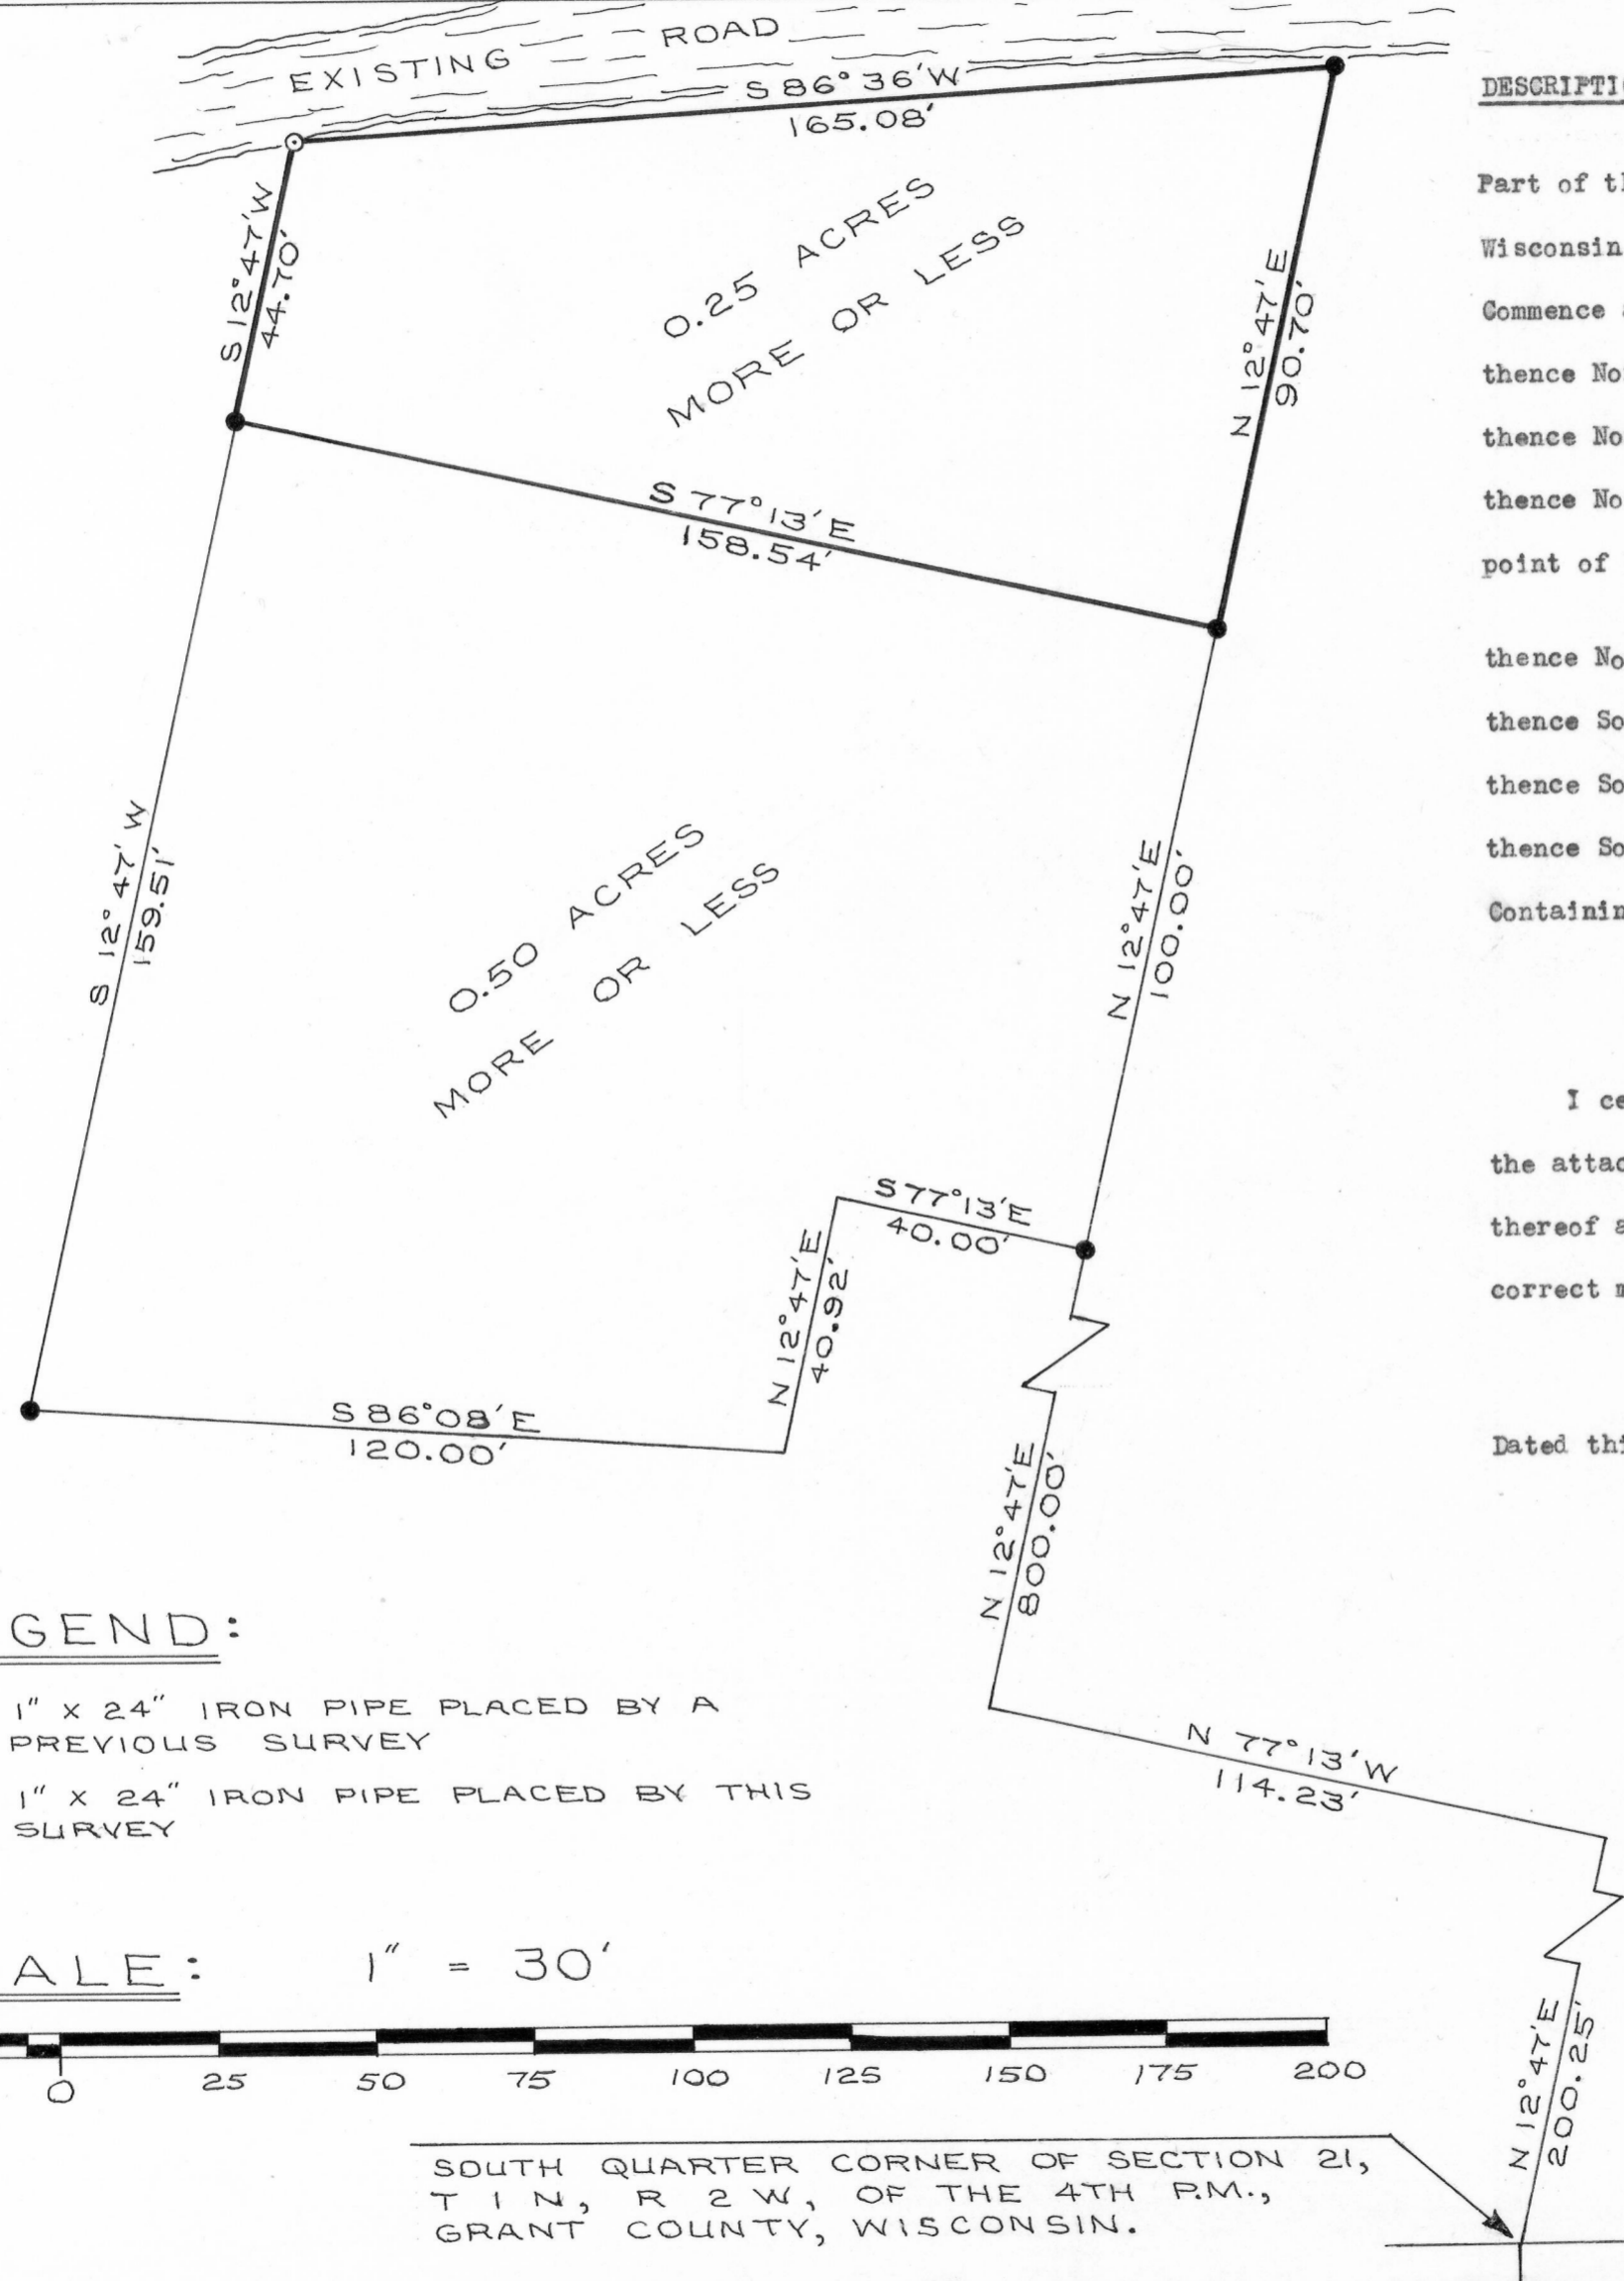 EXISTING ROAD
S 86° 36' W
165.08'
S 12° 47' W
44.70'
0.25 ACRES
MORE OR LESS
N 12° 47' E
90.70'
S 77° 13' E
158.54'
S 12° 47' W
159.51'
0.50 ACRES
MORE OR LESS
N 12° 47' E
100.00'
S 77° 13' E
40.00'
N 12° 47' E
40.92'
S 86° 08' E
120.00'
N 12° 47' E
800.00'
N 77° 13' W
114.23'
N 12° 47' E
200.25'
GEND:
1" X 24" IRON PIPE PLACED BY A
PREVIOUS SURVEY
1" X 24" IRON PIPE PLACED BY THIS
SURVEY
ALE: 1" = 30'
0 25 50 75 100 125 150 175 200
SOUTH QUARTER CORNER OF SECTION 21,
T 1 N, R 2 W, OF THE 4TH P.M.,
GRANT COUNTY, WISCONSIN.
DESCRIPTI
Part of t
Wisconsin
Commence
thence No
thence No
thence No
point of
thence No
thence So
thence So
thence So
Containin
I ce
the attac
thereof a
correct m
Dated thi